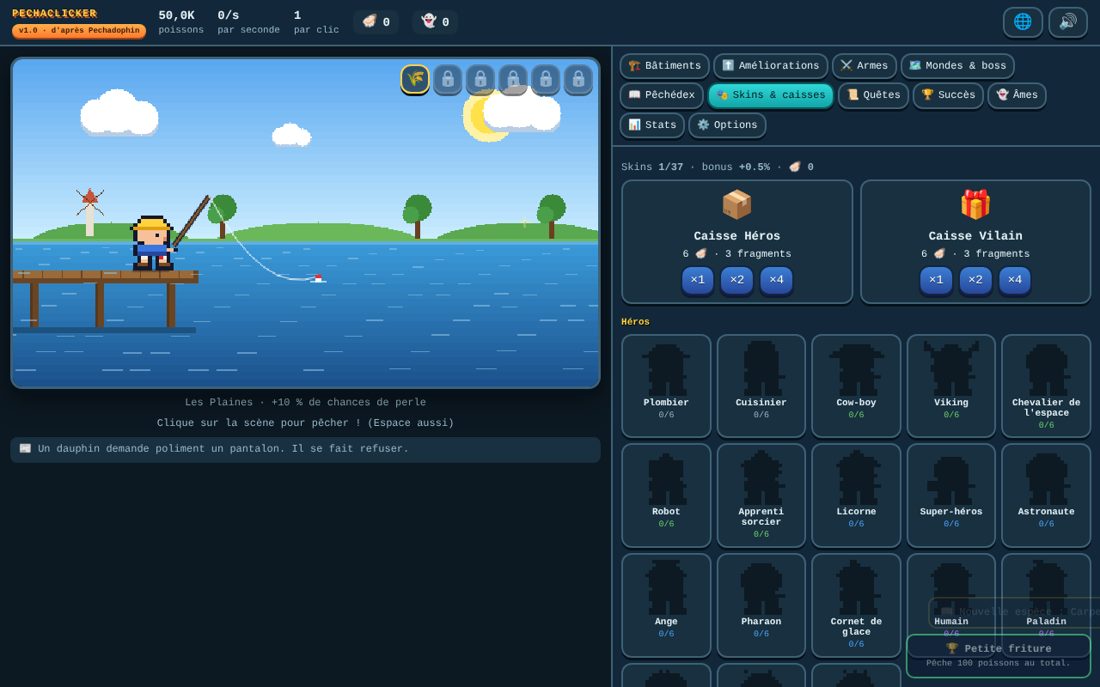 PECHACLICKER
v1.0 · d'après Pechadophin
50,0K
poissons
0/s
par seconde
1
par clic
0
0
Bâtiments
Améliorations
Armes
Mondes & boss
Pêchédex
Skins & caisses
Quêtes
Succès
Âmes
Stats
Options
Les Plaines · +10 % de chances de perle
Clique sur la scène pour pêcher ! (Espace aussi)
Un dauphin demande poliment un pantalon. Il se fait refuser.
Skins 1/37 · bonus +0.5% · 0
Caisse Héros
6 · 3 fragments
×1 ×2 ×4
Caisse Vilain
6 · 3 fragments
×1 ×2 ×4
Héros
Plombier
0/6
Cuisinier
0/6
Cow-boy
0/6
Viking
0/6
Chevalier de
l'espace
0/6
Robot
0/6
Apprenti
sorcier
0/6
Licorne
0/6
Super-héros
0/6
Astronaute
0/6
Ange
0/6
Pharaon
0/6
Cornet de
glace
0/6
Humain
0/6
Paladin
0/6
Nouvelle espèce : Carpe
Petite friture
Pêche 100 poissons au total.